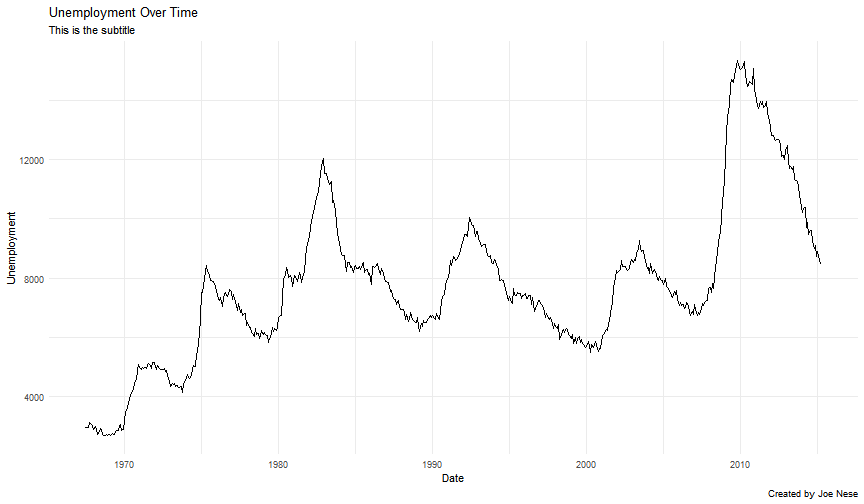 Unemployment Over Time
This is the subtitle
12000
8000
4000
Unemployment
1970 1980 1990 2000 2010
Date
Created by Joe Nese